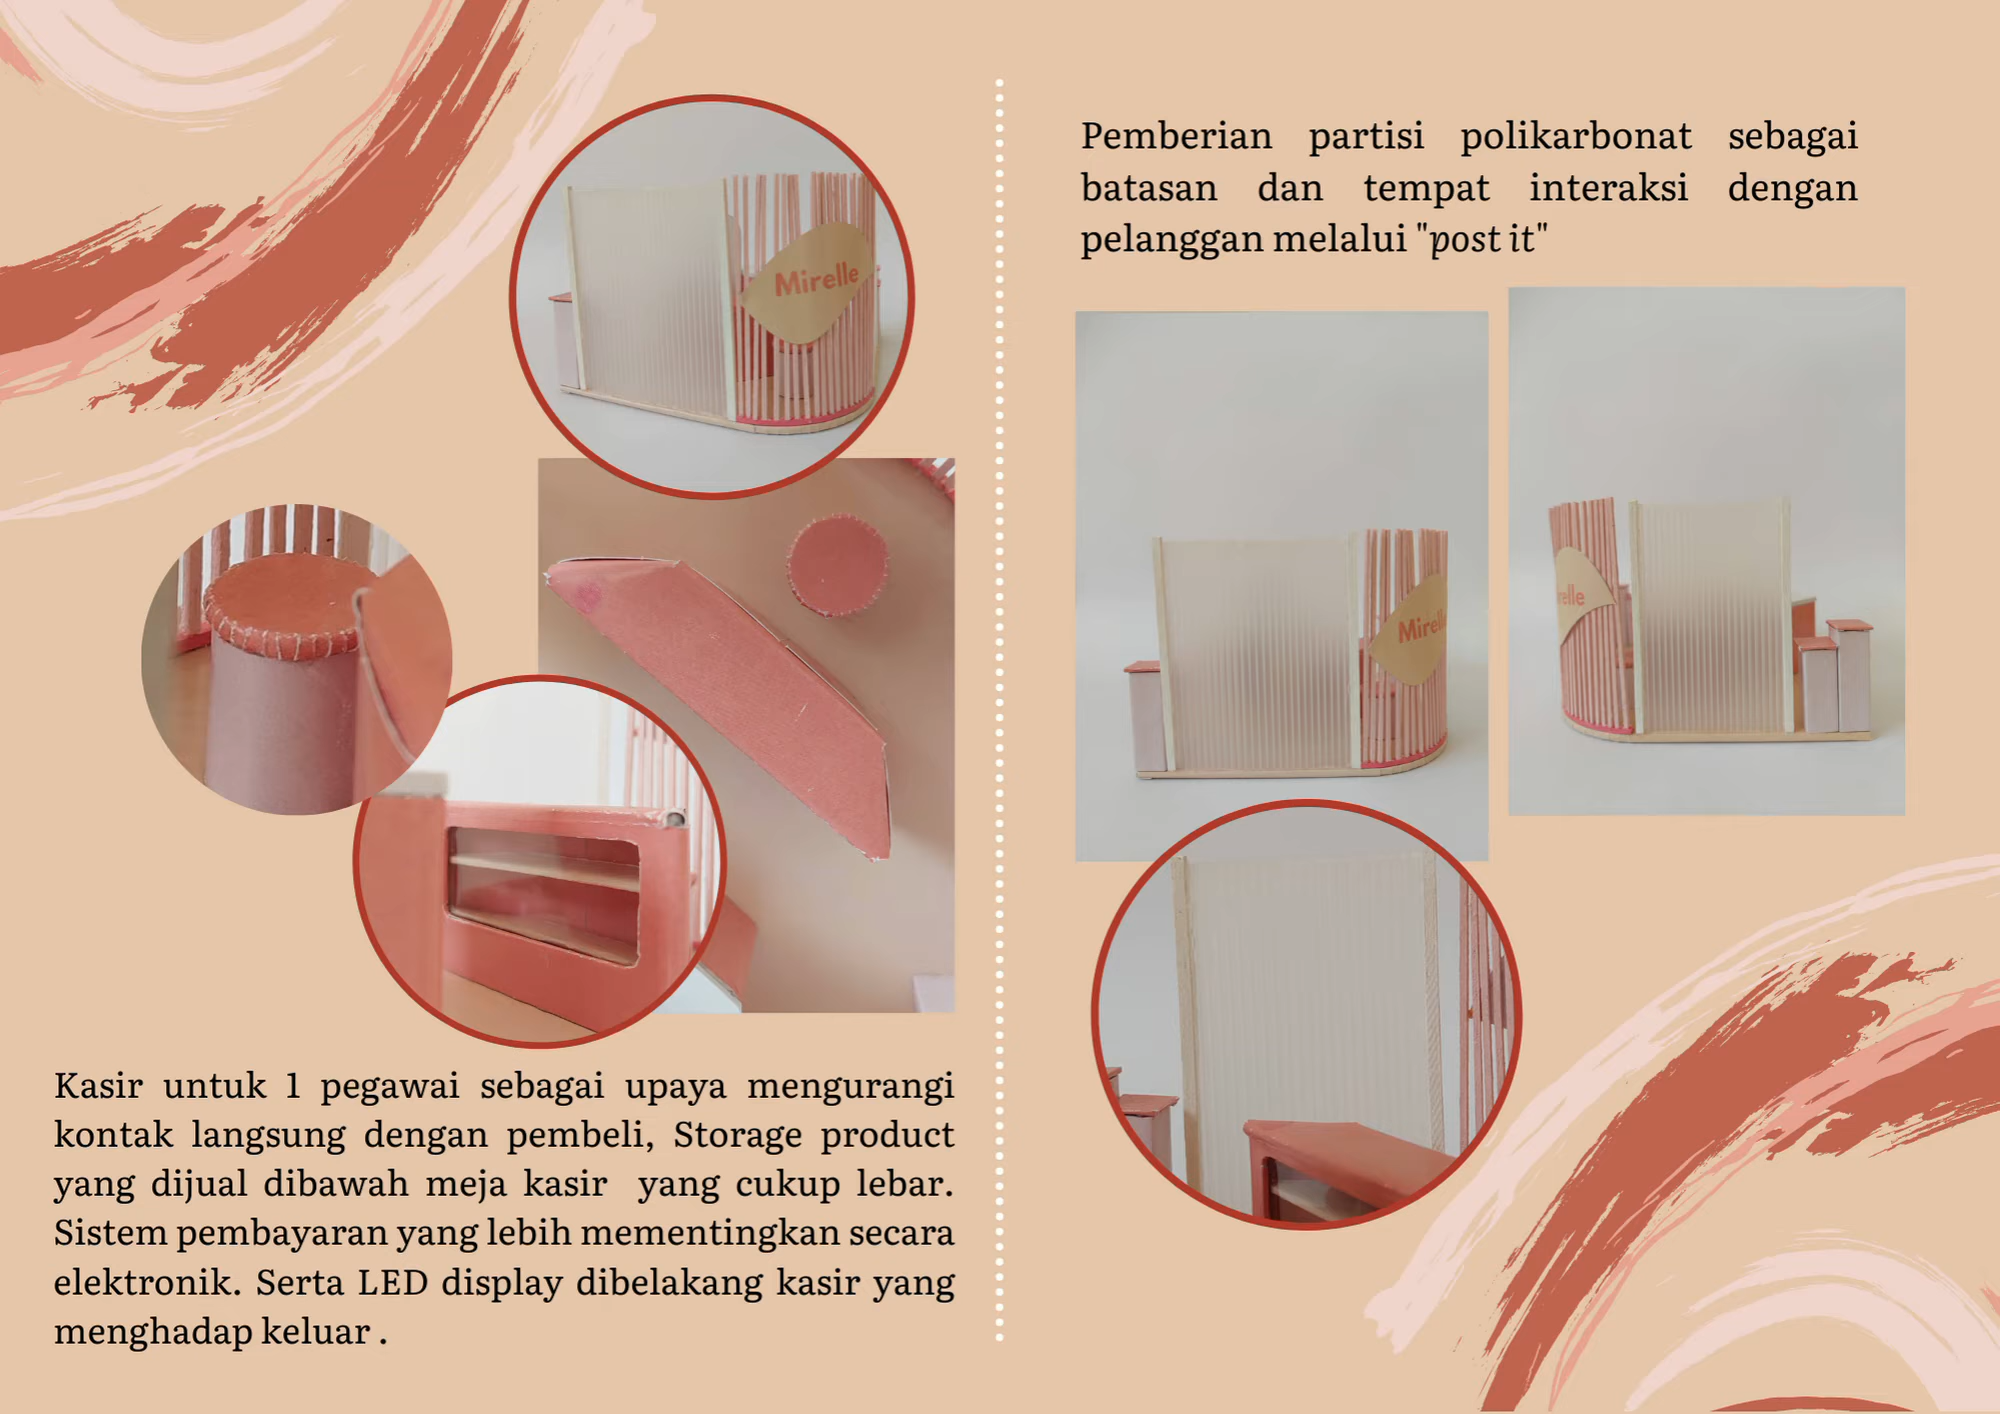 Mirelle
Kasir untuk 1 pegawai sebagai upaya mengurangi
kontak langsung dengan pembeli, Storage product
yang dijual dibawah meja kasir yang cukup lebar.
Sistem pembayaran yang lebih mementingkan secara
elektronik. Serta LED display dibelakang kasir yang
menghadap keluar .
Pemberian partisi polikarbonat sebagai
batasan dan tempat interaksi dengan
pelanggan melalui "post it"
Mirelle
relle